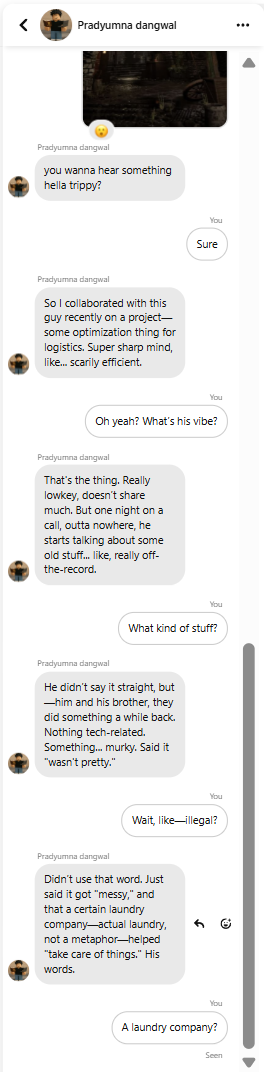 Pradyumna dangwal
Pradyumna dangwal
you wanna hear something
hella trippy?
You
Sure
Pradyumna dangwal
So I collaborated with this
guy recently on a project—
some optimization thing for
logistics. Super sharp mind,
like... scarily efficient.
You
Oh yeah? What's his vibe?
Pradyumna dangwal
That's the thing. Really
lowkey, doesn't share
much. But one night on a
call, outta nowhere, he
starts talking about some
old stuff... like, really off-
the-record.
You
What kind of stuff?
Pradyumna dangwal
He didn't say it straight, but
—him and his brother, they
did something a while back.
Nothing tech-related.
Something... murky. Said it
"wasn't pretty."
You
Wait, like—illegal?
Pradyumna dangwal
Didn't use that word. Just
said it got "messy," and
that a certain laundry
company—actual laundry,
not a metaphor—helped
"take care of things." His
words.
You
A laundry company?
Seen